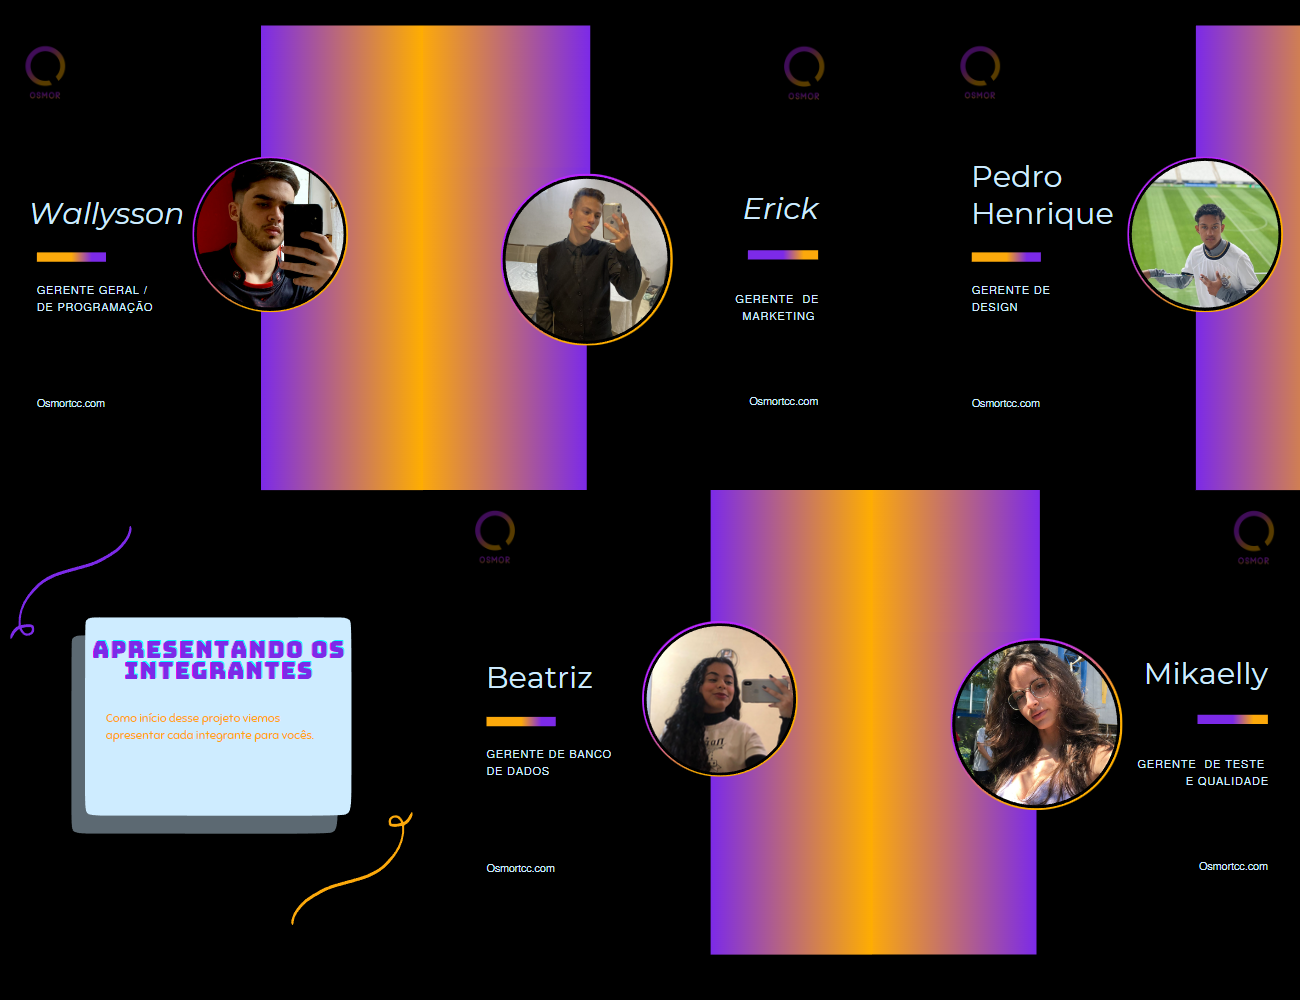 OSMOR
Wallysson
GERENTE GERAL /
DE PROGRAMAÇÃO
Osmortcc.com
OSMOR
Erick
GERENTE DE
MARKETING
Osmortcc.com
OSMOR
Pedro
Henrique
GERENTE DE
DESIGN
Osmortcc.com
APRESENTANDO OS
INTEGRANTES
Como início desse projeto viemos
apresentar cada integrante para vocês.
OSMOR
Beatriz
GERENTE DE BANCO
DE DADOS
Osmortcc.com
OSMOR
Mikaelly
GERENTE DE TESTE
E QUALIDADE
Osmortcc.com